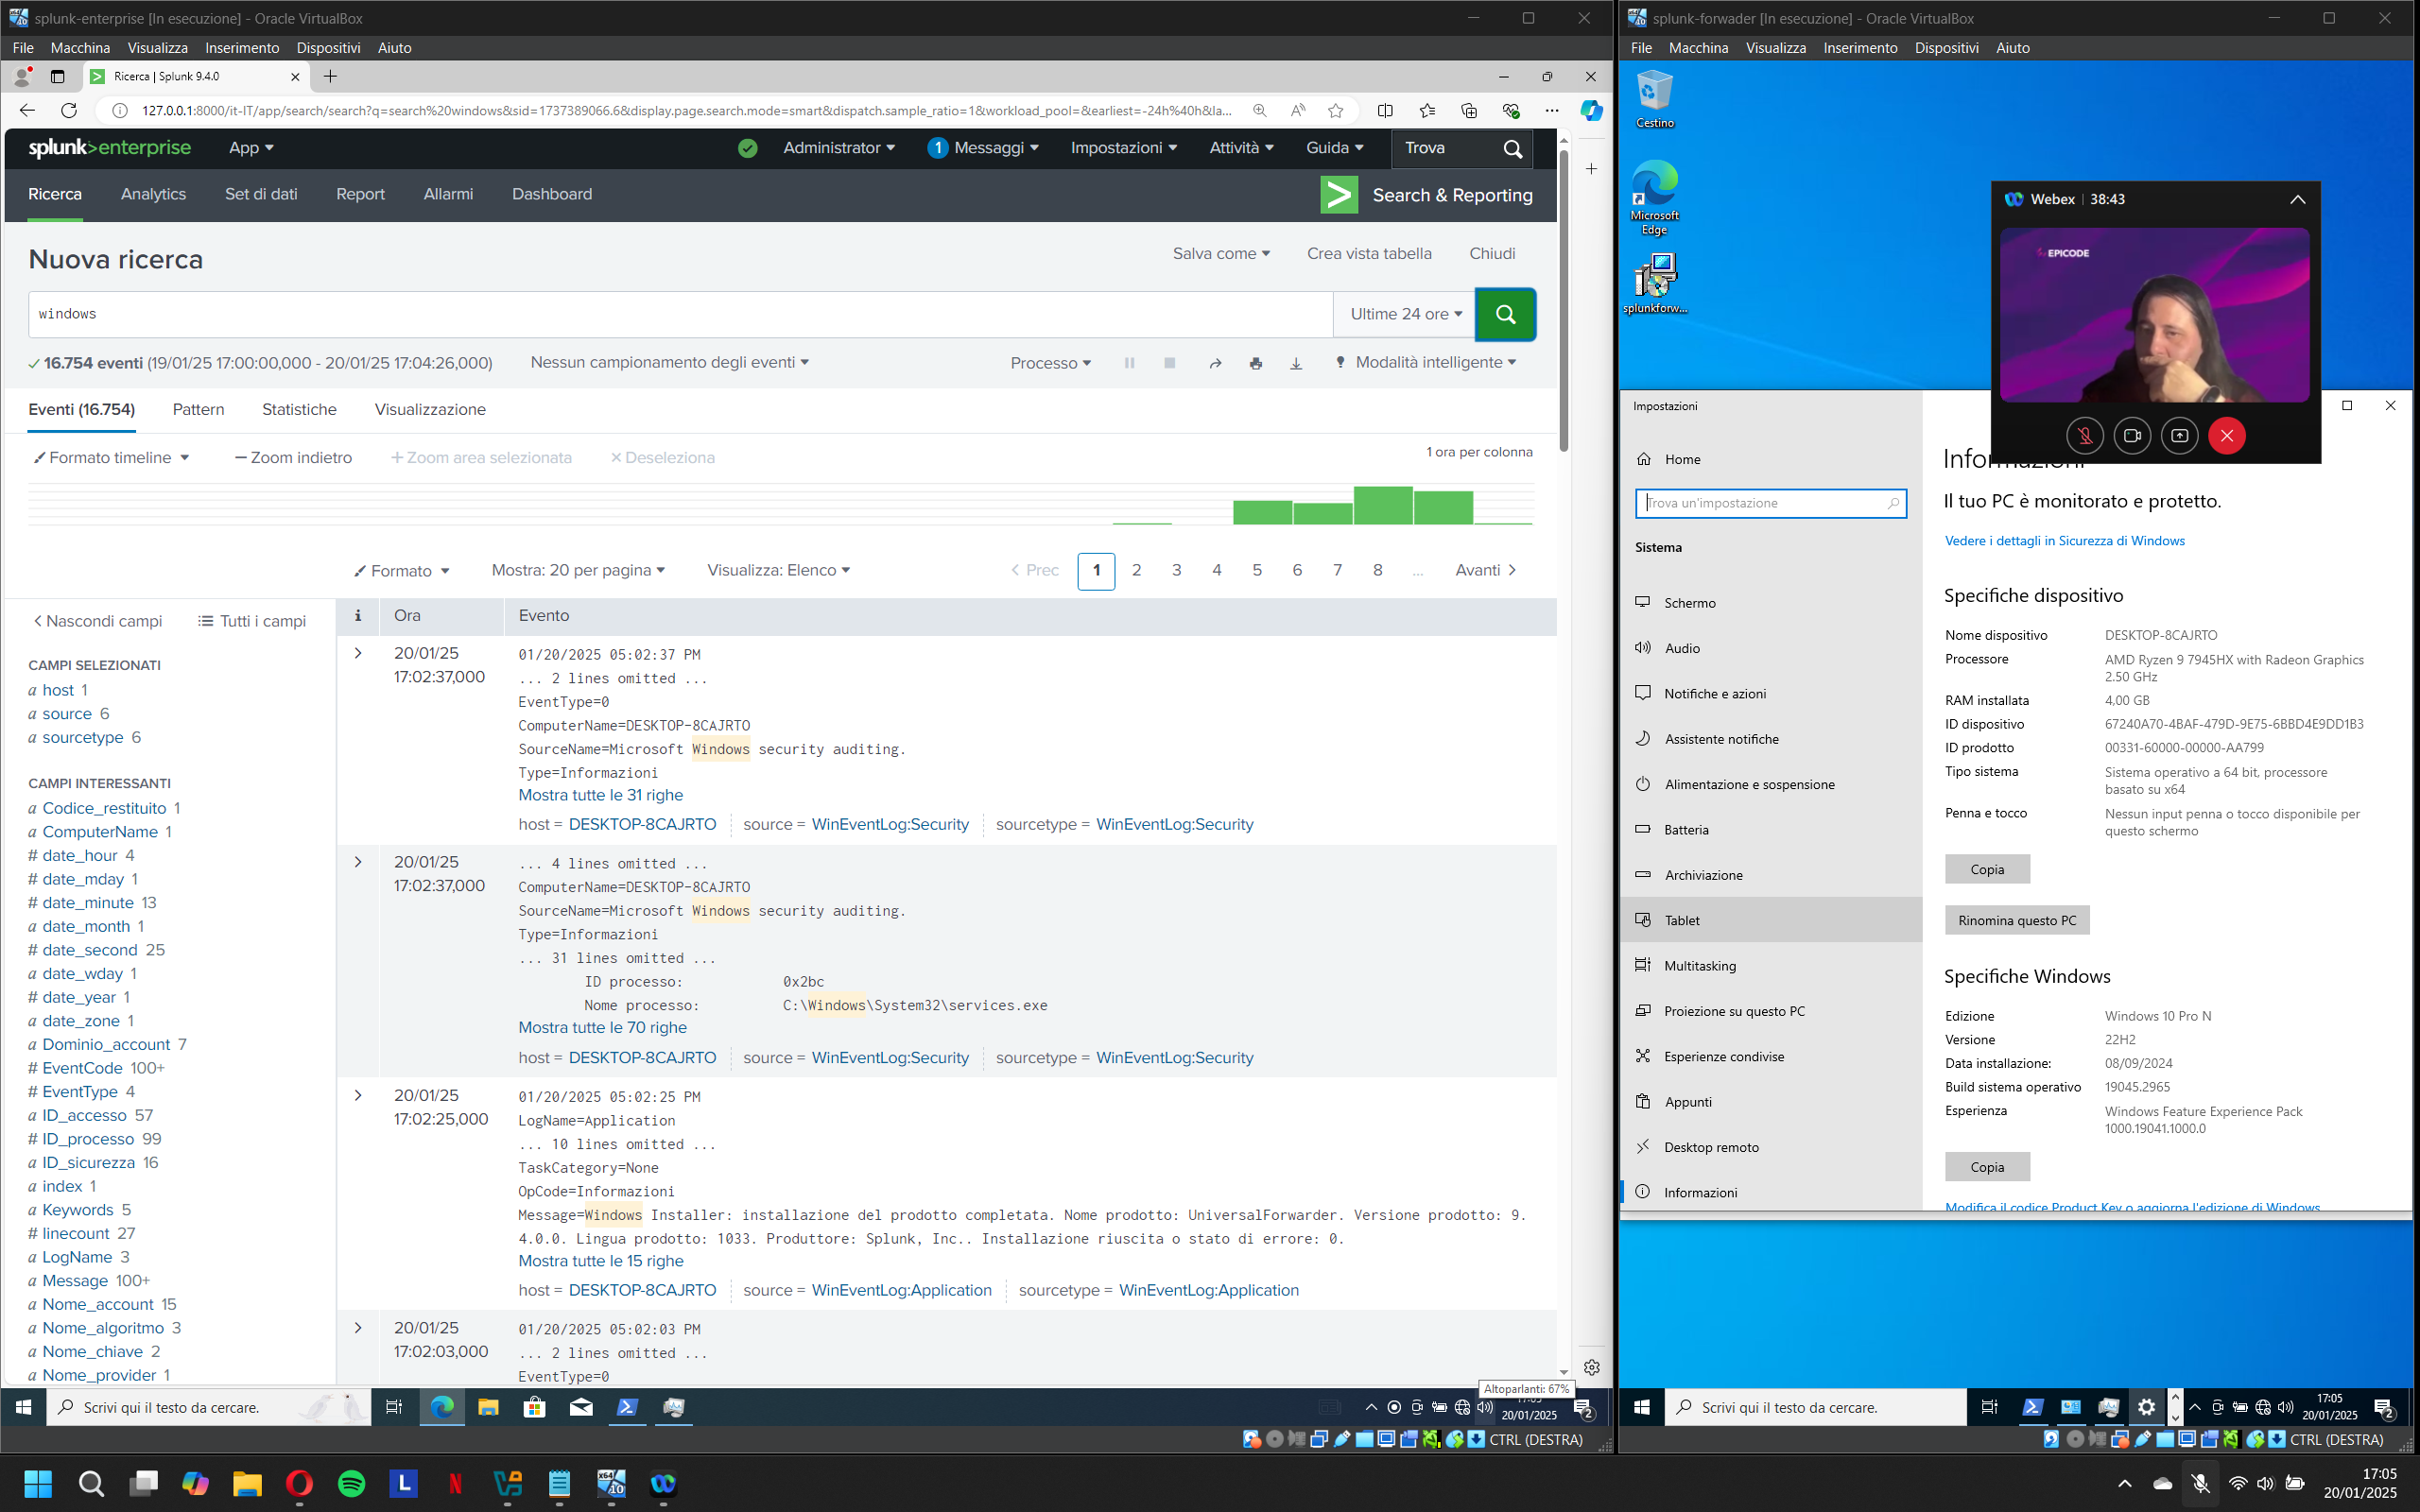 splunk-enterprise [In esecuzione] - Oracle VirtualBox
File Macchina Visualizza Inserimento Dispositivi Aiuto
Ricerca | Splunk 9.4.0
127.0.0.1:8000/it-IT/app/search/search?q=search%20windows&sid=1737389066.6&display.page.search.mode=smart&dispatch.sample_ratio=1&workload_pool=&earliest=-24h%40h&la...
splunk>enterprise App Administrator 1 Messaggi Impostazioni Attività Guida Trova
Ricerca Analytics Set di dati Report Allarmi Dashboard Search & Reporting
Nuova ricerca Salva come Crea vista tabella Chiudi
windows Ultime 24 ore
16.754 eventi (19/01/25 17:00:00,000 - 20/01/25 17:04:26,000) Nessun campionamento degli eventi Processo Modalità intelligente
Eventi (16.754) Pattern Statistiche Visualizzazione
Formato timeline Zoom indietro Zoom area selezionata Deseleziona 1 ora per colonna
Formato Mostra: 20 per pagina Visualizza: Elenco Prec 1 2 3 4 5 6 7 8 ... Avanti
Nascondi campi Tutti i campi
CAMPI SELEZIONATI
a host 1
a source 6
a sourcetype 6
CAMPI INTERESSANTI
a Codice_restituito 1
a ComputerName 1
# date_hour 4
# date_mday 1
# date_minute 13
a date_month 1
# date_second 25
a date_wday 1
# date_year 1
a date_zone 1
a Dominio_account 7
# EventCode 100+
# EventType 4
a ID_accesso 57
# ID_processo 99
a ID_sicurezza 16
a index 1
a Keywords 5
# linecount 27
a LogName 3
a Message 100+
a Nome_account 15
a Nome_algoritmo 3
a Nome_chiave 2
a Nome_provider 1
i Ora Evento
20/01/25
17:02:37,000
01/20/2025 05:02:37 PM
... 2 lines omitted ...
EventType=0
ComputerName=DESKTOP-8CAJRTO
SourceName=Microsoft Windows security auditing.
Type=Informazioni
Mostra tutte le 31 righe
host = DESKTOP-8CAJRTO source = WinEventLog:Security sourcetype = WinEventLog:Security
20/01/25
17:02:37,000
... 4 lines omitted ...
ComputerName=DESKTOP-8CAJRTO
SourceName=Microsoft Windows security auditing.
Type=Informazioni
... 31 lines omitted ...
ID processo: 0x2bc
Nome processo: C:\Windows\System32\services.exe
Mostra tutte le 70 righe
host = DESKTOP-8CAJRTO source = WinEventLog:Security sourcetype = WinEventLog:Security
20/01/25
17:02:25,000
01/20/2025 05:02:25 PM
LogName=Application
... 10 lines omitted ...
TaskCategory=None
OpCode=Informazioni
Message=Windows Installer: installazione del prodotto completata. Nome prodotto: UniversalForwarder. Versione prodotto: 9.
4.0.0. Lingua prodotto: 1033. Produttore: Splunk, Inc.. Installazione riuscita o stato di errore: 0.
Mostra tutte le 15 righe
host = DESKTOP-8CAJRTO source = WinEventLog:Application sourcetype = WinEventLog:Application
20/01/25
17:02:03,000
01/20/2025 05:02:03 PM
... 2 lines omitted ...
EventType=0
Altoparlanti: 67%
Scrivi qui il testo da cercare.
20/01/2025
2
CTRL (DESTRA)
splunk-forwader [In esecuzione] - Oracle VirtualBox
File Macchina Visualizza Inserimento Dispositivi Aiuto
Cestino
Microsoft
Edge
splunkforw...
Webex 38:43
EPICODE
Impostazioni
Home
Trova un'impostazione
Sistema
Schermo
Audio
Notifiche e azioni
Assistente notifiche
Alimentazione e sospensione
Batteria
Archiviazione
Tablet
Multitasking
Proiezione su questo PC
Esperienze condivise
Appunti
Desktop remoto
Informazioni
Informazioni
Il tuo PC è monitorato e protetto.
Vedere i dettagli in Sicurezza di Windows
Specifiche dispositivo
Nome dispositivo DESKTOP-8CAJRTO
Processore AMD Ryzen 9 7945HX with Radeon Graphics
2.50 GHz
RAM installata 4,00 GB
ID dispositivo 67240A70-4BAF-479D-9E75-6BBD4E9DD1B3
ID prodotto 00331-60000-00000-AA799
Tipo sistema Sistema operativo a 64 bit, processore
basato su x64
Penna e tocco Nessun input penna o tocco disponibile per
questo schermo
Copia
Rinomina questo PC
Specifiche Windows
Edizione Windows 10 Pro N
Versione 22H2
Data installazione: 08/09/2024
Build sistema operativo 19045.2965
Esperienza Windows Feature Experience Pack
1000.19041.1000.0
Copia
Modifica il codice Product Key o aggiorna l'edizione di Windows
Scrivi qui il testo da cercare.
17:05
20/01/2025
2
CTRL (DESTRA)
17:05
20/01/2025